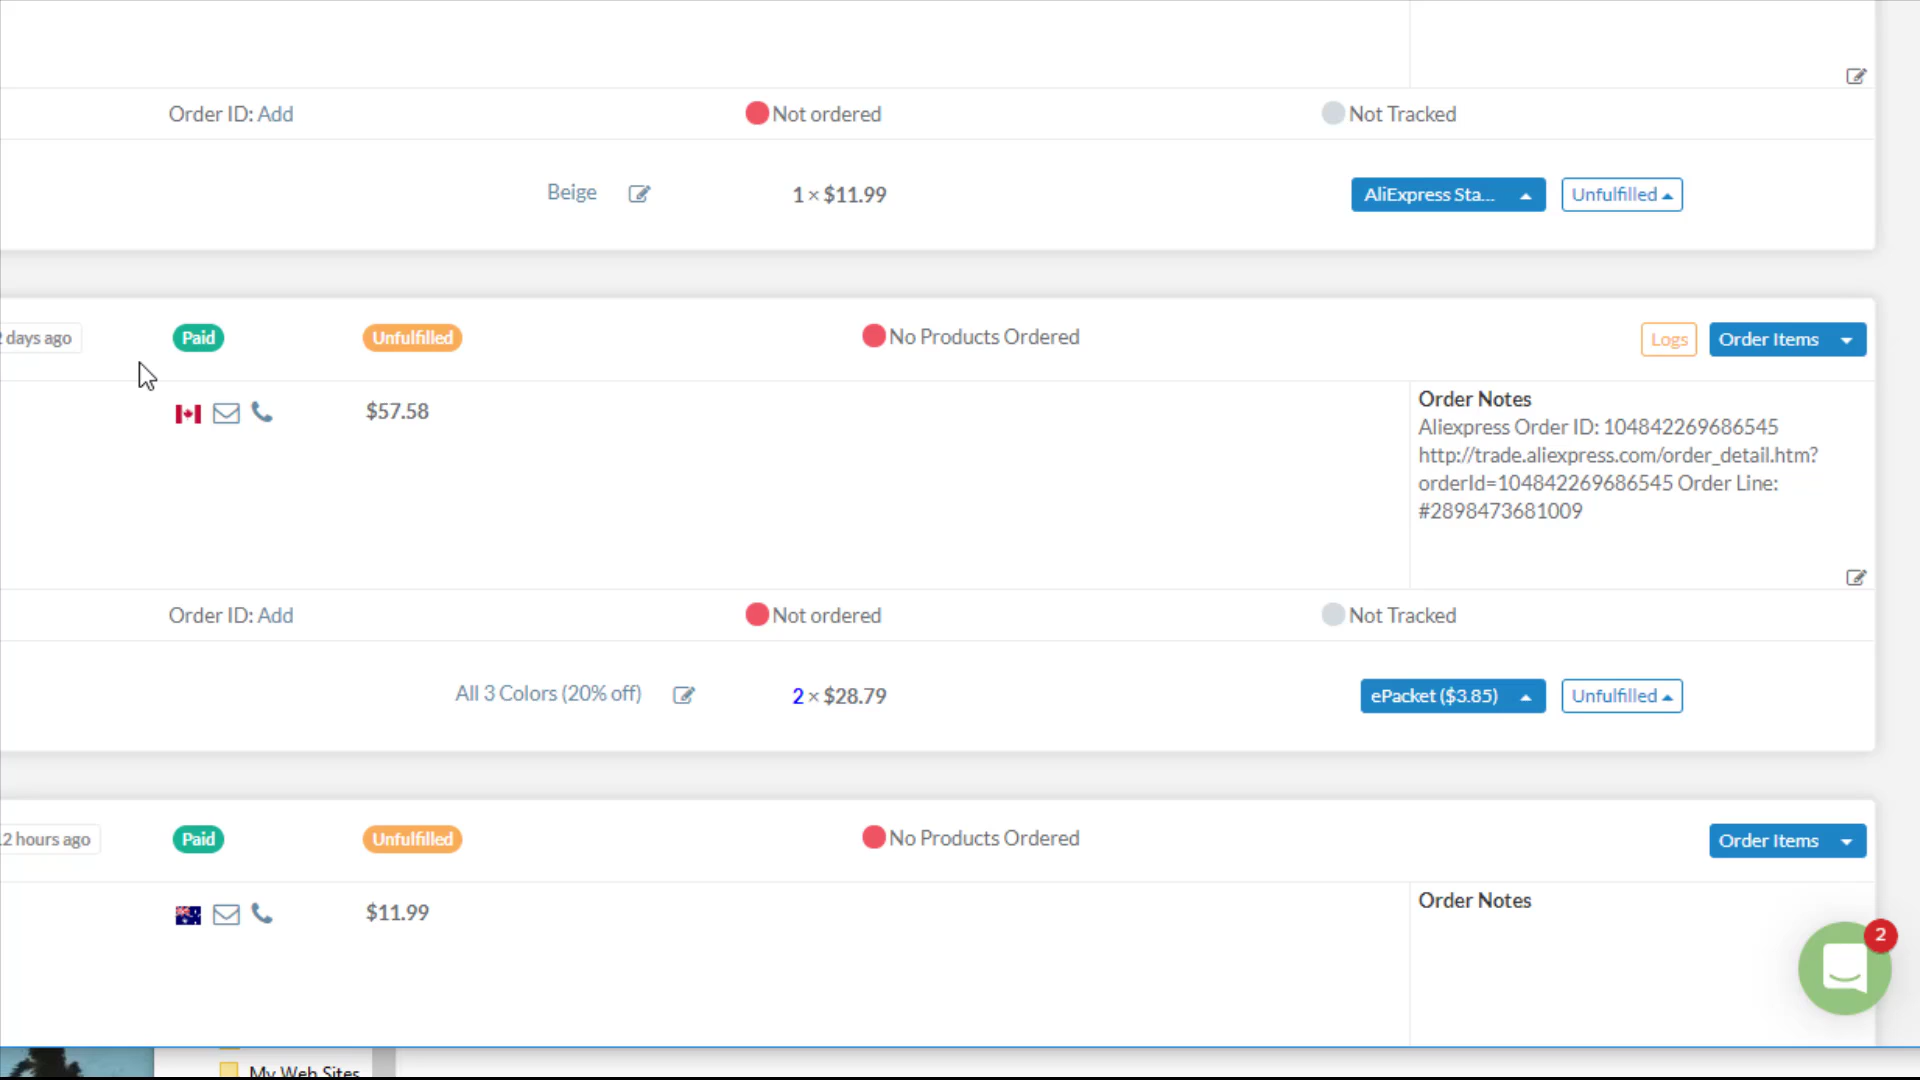 Order ID: Add
Not ordered
Not Tracked
Beige
1 × $11.99
AliExpress Sta...
Unfulfilled
days ago
Paid
Unfulfilled
No Products Ordered
Logs
Order Items
$57.58
Order Notes
Aliexpress Order ID: 104842269686545
http://trade.aliexpress.com/order_detail.htm?
orderId=104842269686545 Order Line:
#2898473681009
Order ID: Add
Not ordered
Not Tracked
All 3 Colors (20% off)
2 × $28.79
ePacket ($3.85)
Unfulfilled
2 hours ago
Paid
Unfulfilled
No Products Ordered
Order Items
$11.99
Order Notes
2
My Web Sites